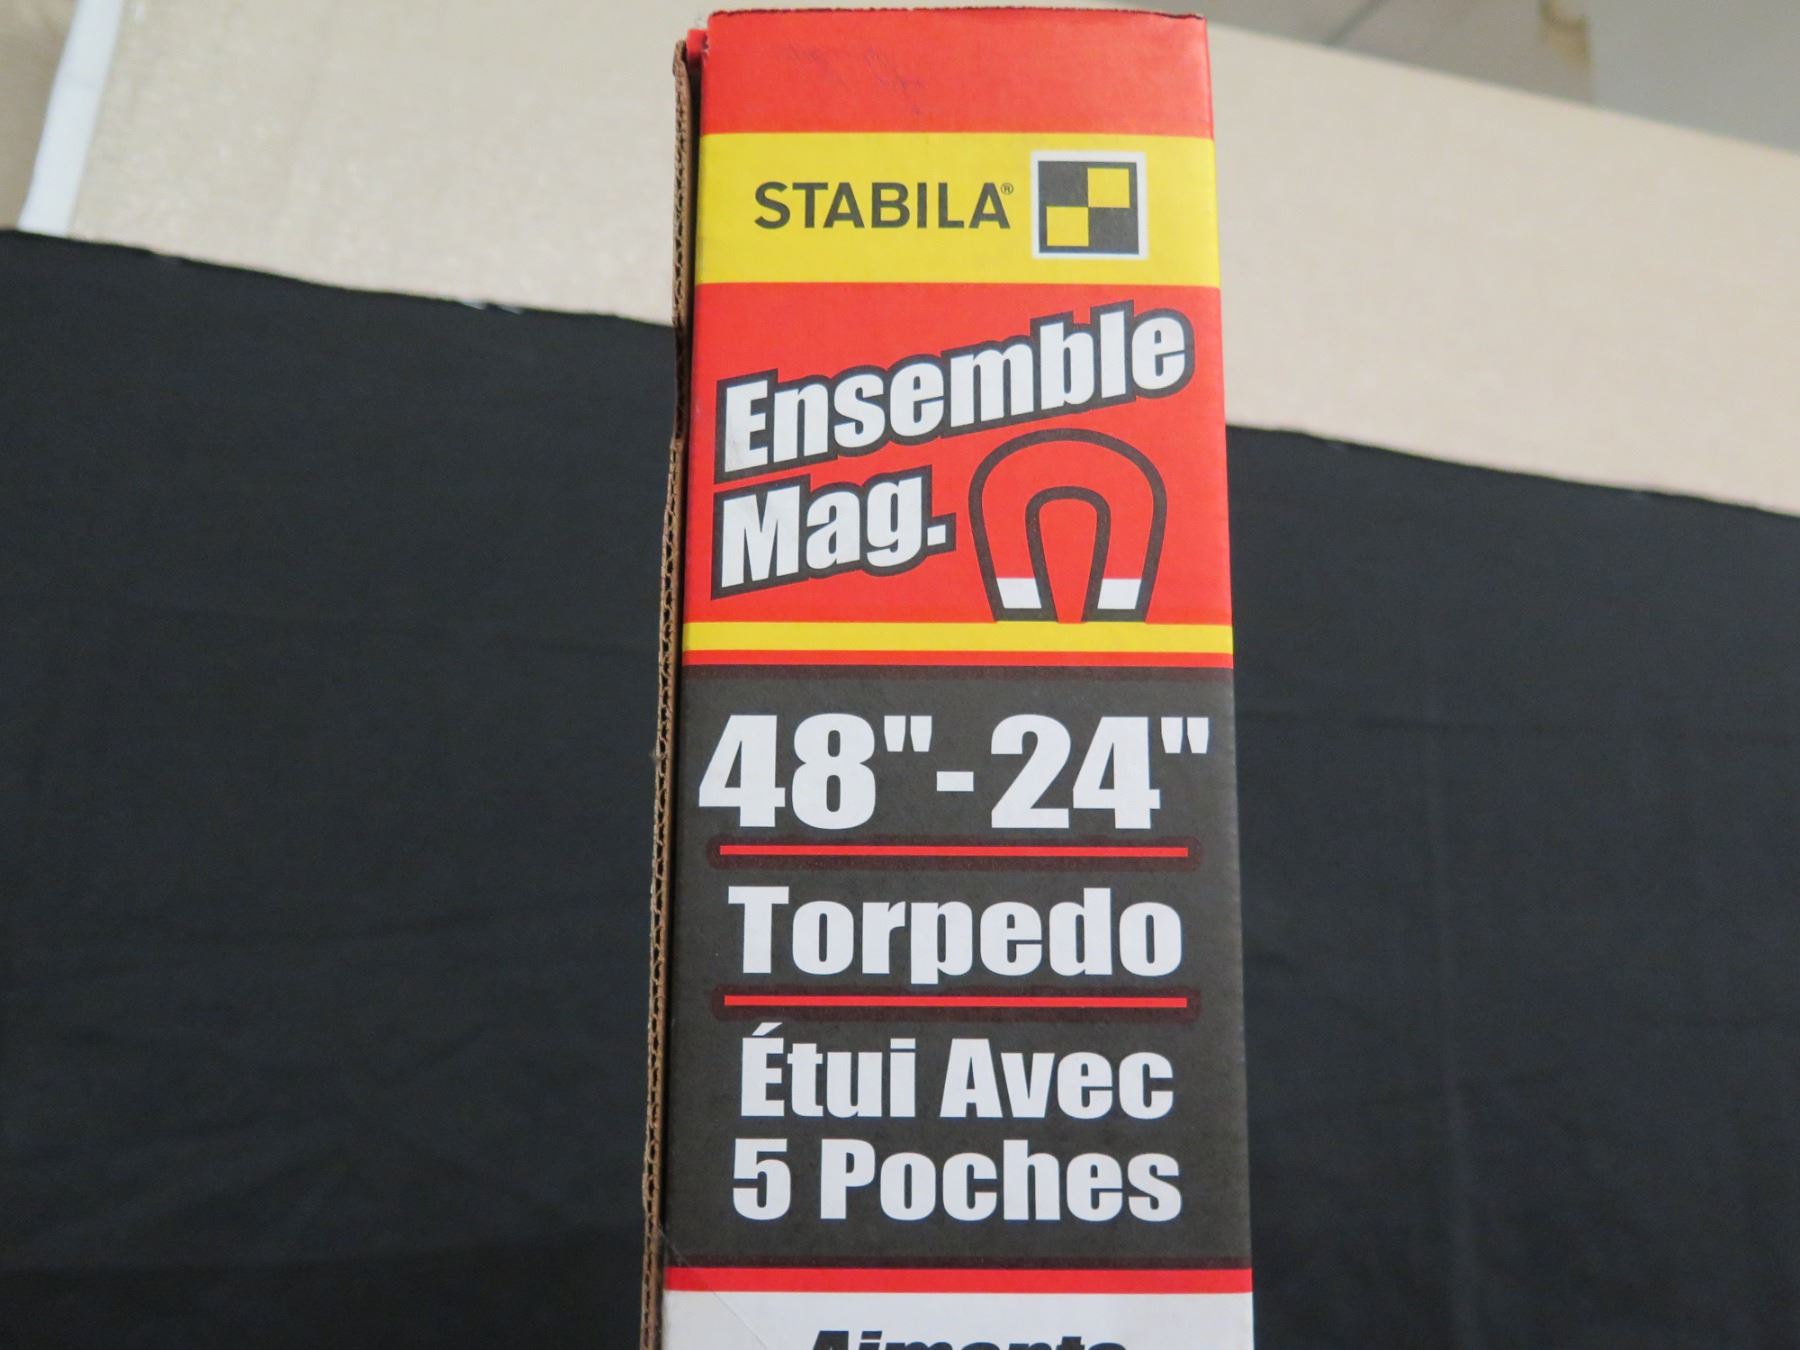 STABILA®
Ensemble
Mag.
48"-24"
Torpedo
Étui Avec
5 Poches